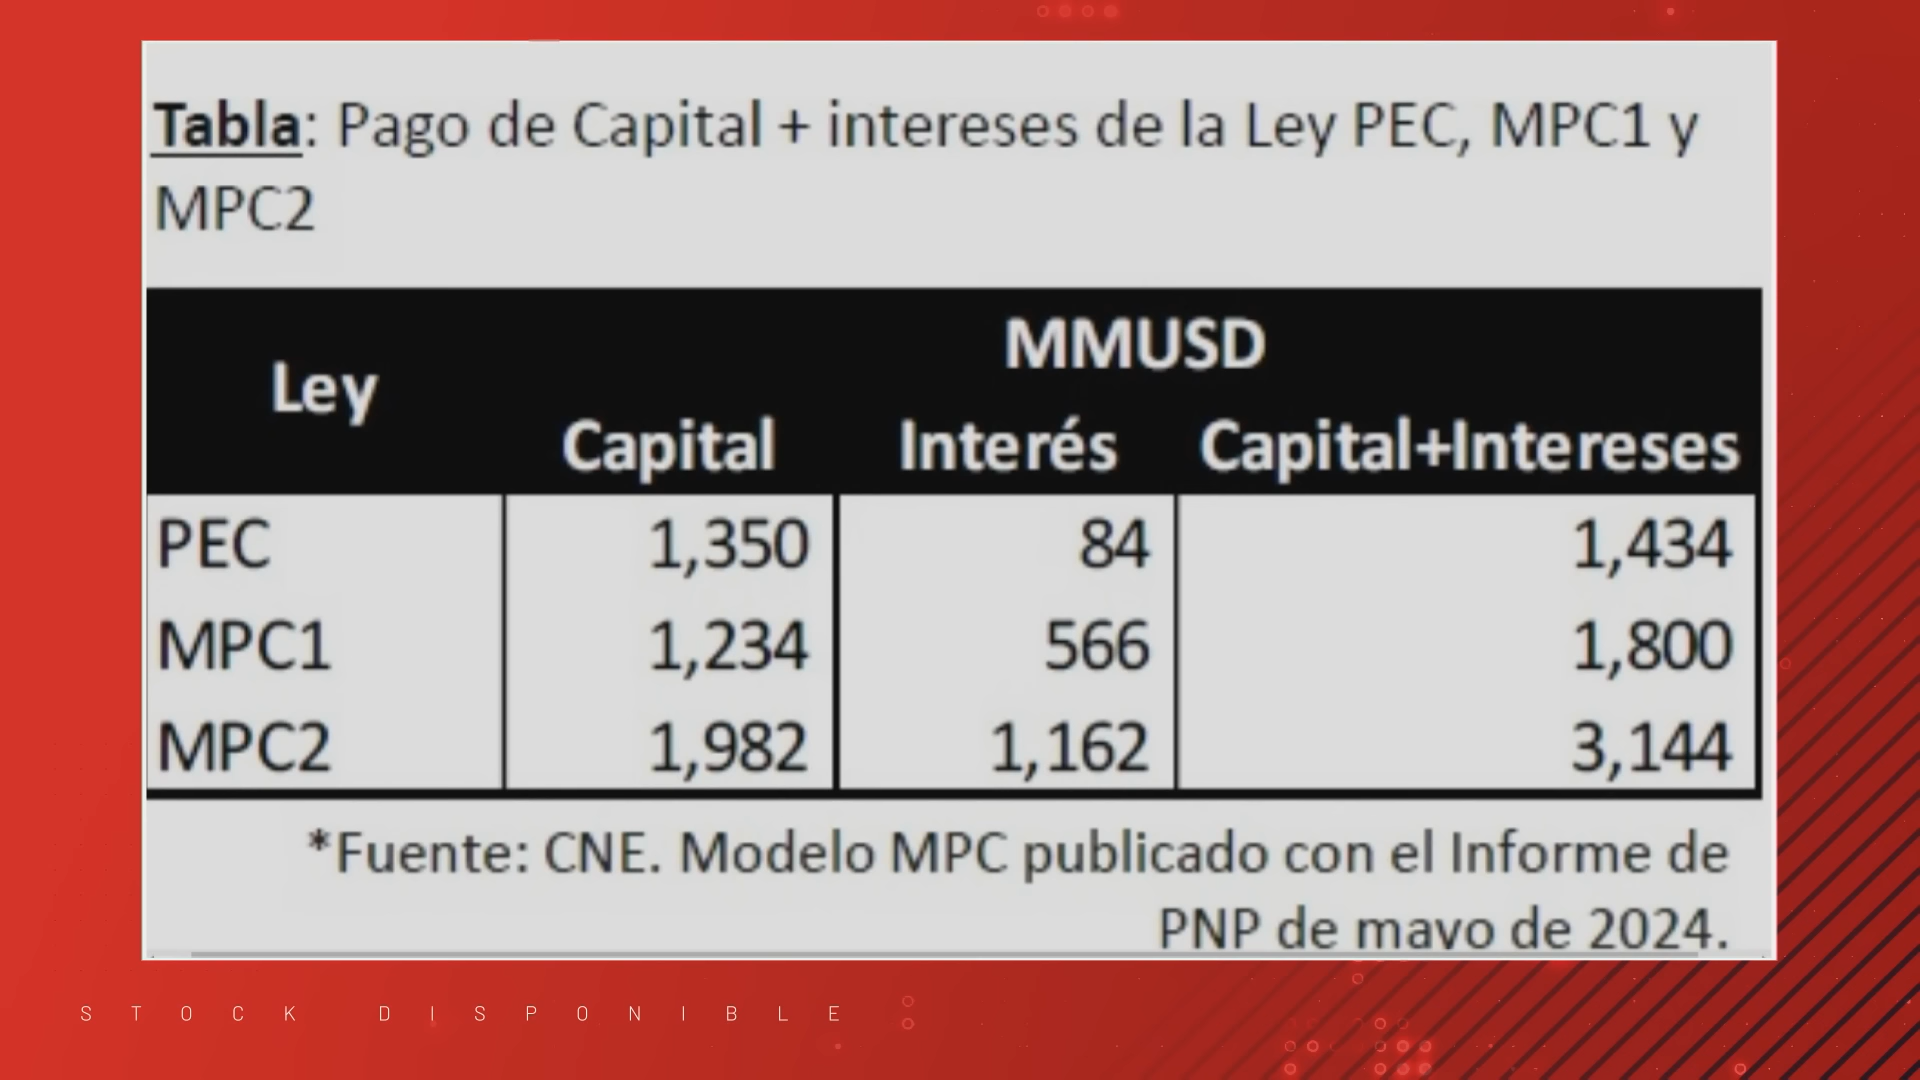 Tabla: Pago de Capital + intereses de la Ley PEC, MPC1 y
MPC2
Ley
MMUSD
Capital Interés Capital+Intereses
PEC 1,350 84 1,434
MPC1 1,234 566 1,800
MPC2 1,982 1,162 3,144
*Fuente: CNE. Modelo MPC publicado con el Informe de
PNP de mayo de 2024.
STOCK DISPONIBLE